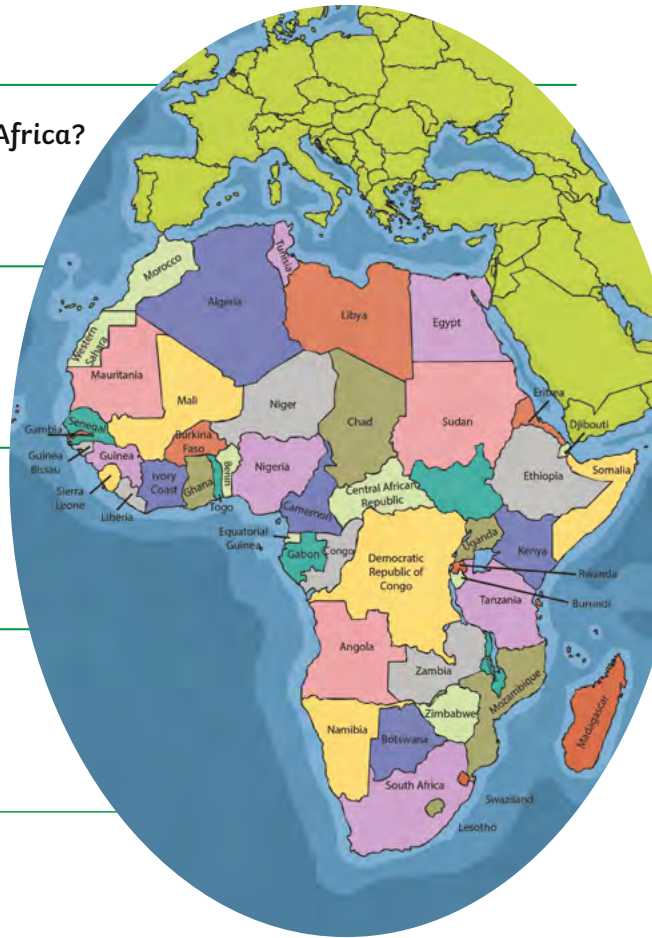 Africa?
Morocco
Tunisia
Algeria
Libya
Egypt
Western
Sahara
Mauritania
Mali
Niger
Chad
Sudan
Eritrea
Djibouti
Senegal
Gambia
Guinea
Bissau
Guinea
Burkina
Faso
Sierra
Leone
Liberia
Ivory
Coast
Ghana
Togo
Benin
Nigeria
Cameroon
Central African
Republic
Ethiopia
Somalia
Equatorial
Guinea
Gabon
Congo
Democratic
Republic of
Congo
Uganda
Kenya
Rwanda
Burundi
Tanzania
Angola
Zambia
Mozambique
Madagascar
Namibia
Zimbabwe
Botswana
South Africa
Swaziland
Lesotho